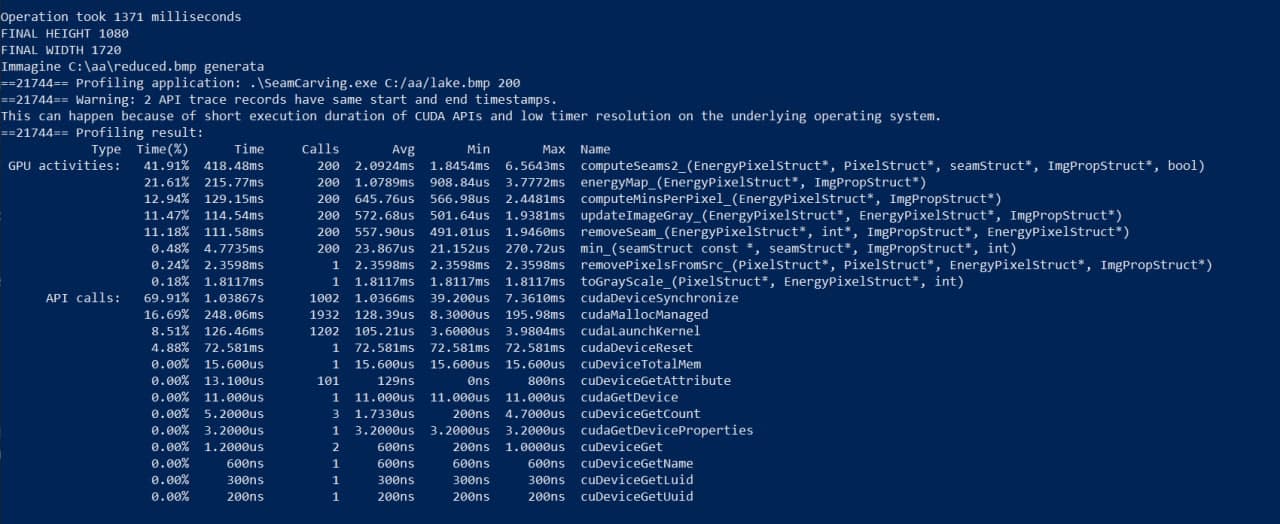 Operation took 1371 milliseconds
FINAL HEIGHT 1080
FINAL WIDTH 1720
Immagine C:\aa\reduced.bmp generata
==21744== Profiling application: .\SeamCarving.exe C:/aa/lake.bmp 200
==21744== Warning: 2 API trace records have same start and end timestamps.
This can happen because of short execution duration of CUDA APIs and low timer resolution on the underlying operating system.
==21744== Profiling result:
Type Time(%) Time Calls Avg Min Max Name
GPU activities: 41.91% 418.48ms 200 2.0924ms 1.8454ms 6.5643ms computeSeams2_(EnergyPixelStruct*, PixelStruct*, seamStruct*, ImgPropStruct*, bool)
21.61% 215.77ms 200 1.0789ms 908.84us 3.7772ms energyMap_(EnergyPixelStruct*, ImgPropStruct*)
12.94% 129.15ms 200 645.76us 566.98us 2.4481ms computeMinsPerPixel_(EnergyPixelStruct*, ImgPropStruct*)
11.47% 114.54ms 200 572.68us 501.64us 1.9381ms updateImageGray_(EnergyPixelStruct*, EnergyPixelStruct*, ImgPropStruct*)
11.18% 111.58ms 200 557.90us 491.01us 1.9460ms removeSeam_(EnergyPixelStruct*, int*, ImgPropStruct*, EnergyPixelStruct*)
0.48% 4.7735ms 200 23.867us 21.152us 270.72us min_(seamStruct const *, seamStruct*, ImgPropStruct*, int)
0.24% 2.3598ms 1 2.3598ms 2.3598ms 2.3598ms removePixelsFromSrc_(PixelStruct*, PixelStruct*, EnergyPixelStruct*, ImgPropStruct*)
0.18% 1.8117ms 1 1.8117ms 1.8117ms 1.8117ms toGrayScale_(PixelStruct*, EnergyPixelStruct*, int)
API calls: 69.91% 1.03867s 1002 1.0366ms 39.200us 7.3610ms cudaDeviceSynchronize
16.69% 248.06ms 1932 128.39us 8.3000us 195.98ms cudaMallocManaged
8.51% 126.46ms 1202 105.21us 3.6000us 3.9804ms cudaLaunchKernel
4.88% 72.581ms 1 72.581ms 72.581ms 72.581ms cudaDeviceReset
0.00% 15.600us 1 15.600us 15.600us 15.600us cuDeviceTotalMem
0.00% 13.100us 101 129ns 0ns 800ns cuDeviceGetAttribute
0.00% 11.000us 1 11.000us 11.000us 11.000us cudaGetDevice
0.00% 5.2000us 3 1.7330us 200ns 4.7000us cuDeviceGetCount
0.00% 3.2000us 1 3.2000us 3.2000us 3.2000us cudaGetDeviceProperties
0.00% 1.2000us 2 600ns 200ns 1.0000us cuDeviceGet
0.00% 600ns 1 600ns 600ns 600ns cuDeviceGetName
0.00% 300ns 1 300ns 300ns 300ns cuDeviceGetLuid
0.00% 200ns 1 200ns 200ns 200ns cuDeviceGetUuid